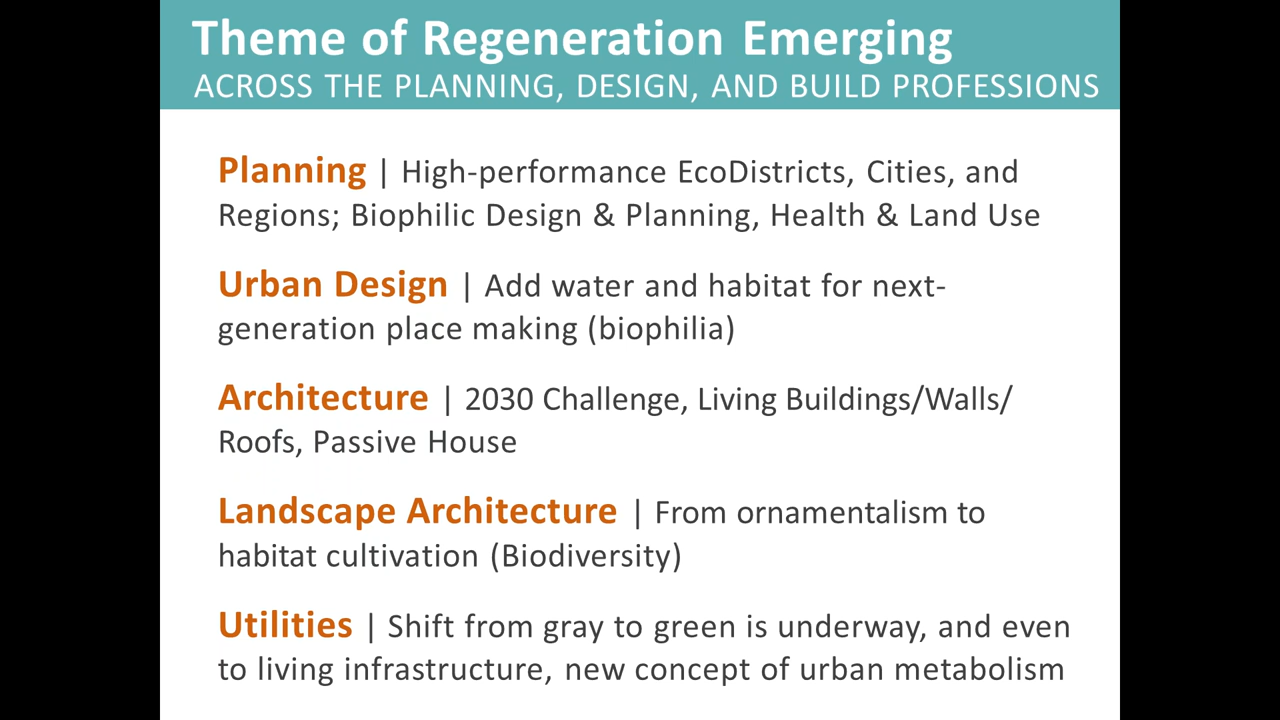 Theme of Regeneration Emerging
ACROSS THE PLANNING, DESIGN, AND BUILD PROFESSIONS
Planning | High-performance EcoDistricts, Cities, and
Regions; Biophilic Design & Planning, Health & Land Use
Urban Design | Add water and habitat for next-
generation place making (biophilia)
Architecture | 2030 Challenge, Living Buildings/Walls/
Roofs, Passive House
Landscape Architecture | From ornamentalism to
habitat cultivation (Biodiversity)
Utilities | Shift from gray to green is underway, and even
to living infrastructure, new concept of urban metabolism